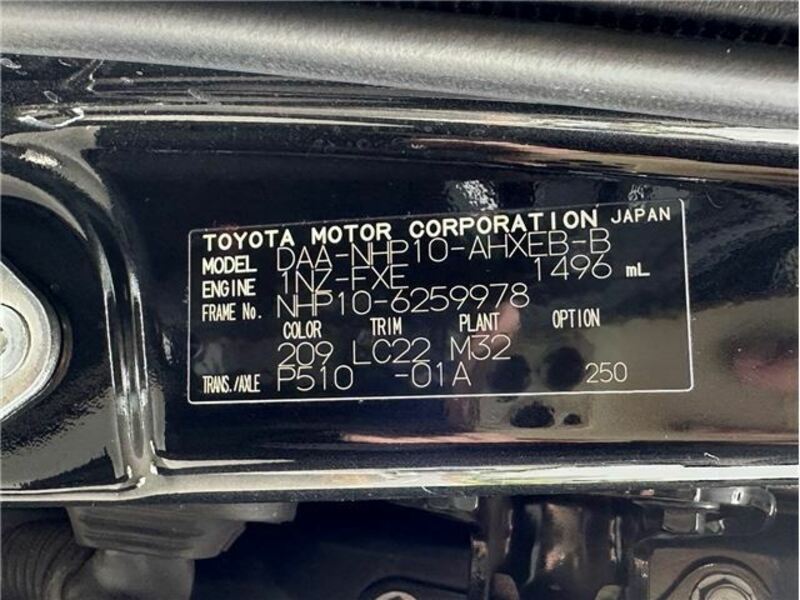 TOYOTA MOTOR CORPORATION JAPAN
MODEL DAA-NHP10-AHXEB-B
ENGINE 1NZ-FXE 1496 mL
FRAME No. NHP10-6259978
COLOR TRIM PLANT OPTION
209 LC22 M32
TRANS./AXLE P510 -01A 250